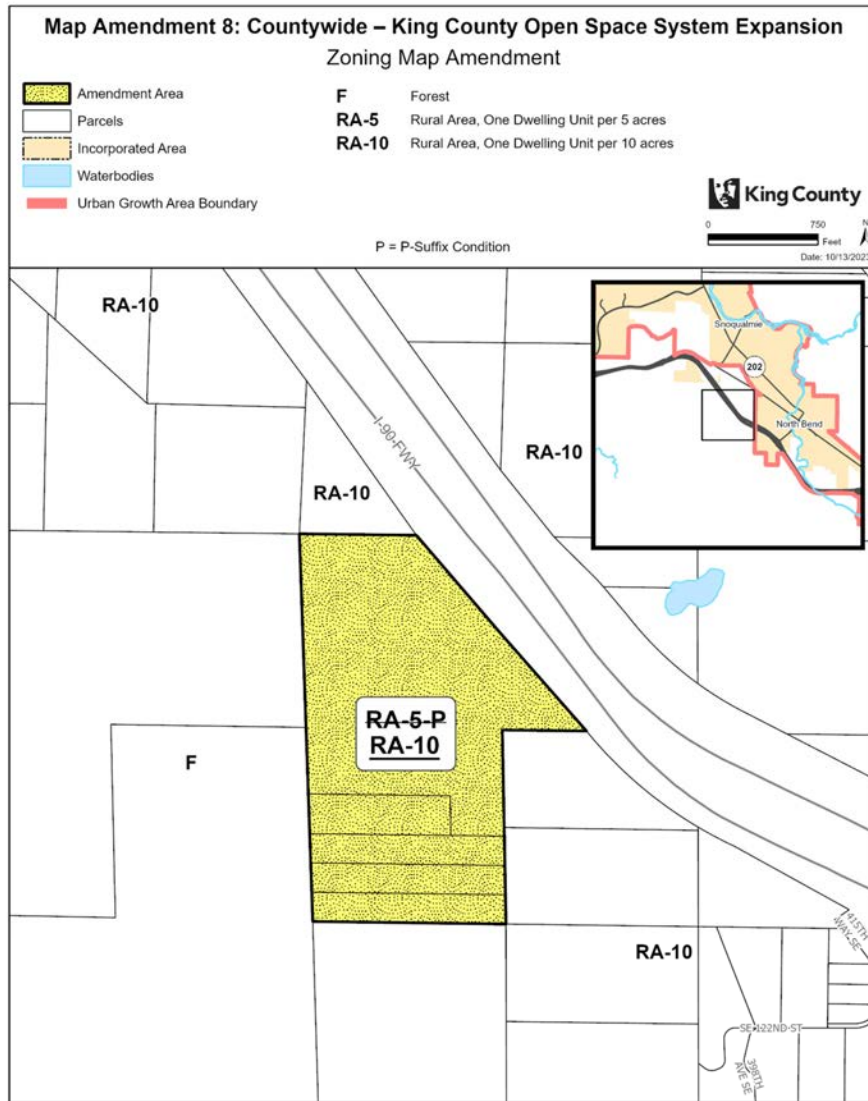 Map Amendment 8: Countywide – King County Open Space System Expansion
Zoning Map Amendment
Amendment Area
Parcels
Incorporated Area
Waterbodies
Urban Growth Area Boundary
F Forest
RA-5 Rural Area, One Dwelling Unit per 5 acres
RA-10 Rural Area, One Dwelling Unit per 10 acres
P = P-Suffix Condition
King County
0 750
Feet N
Date: 10/13/2023
RA-10
I-90-FWY
RA-10
RA-10
Snoqualmie
202
North Bend
RA-5-P
RA-10
F
RA-10
415TH
WAY SE
SE 122ND ST
398TH
AVE SE